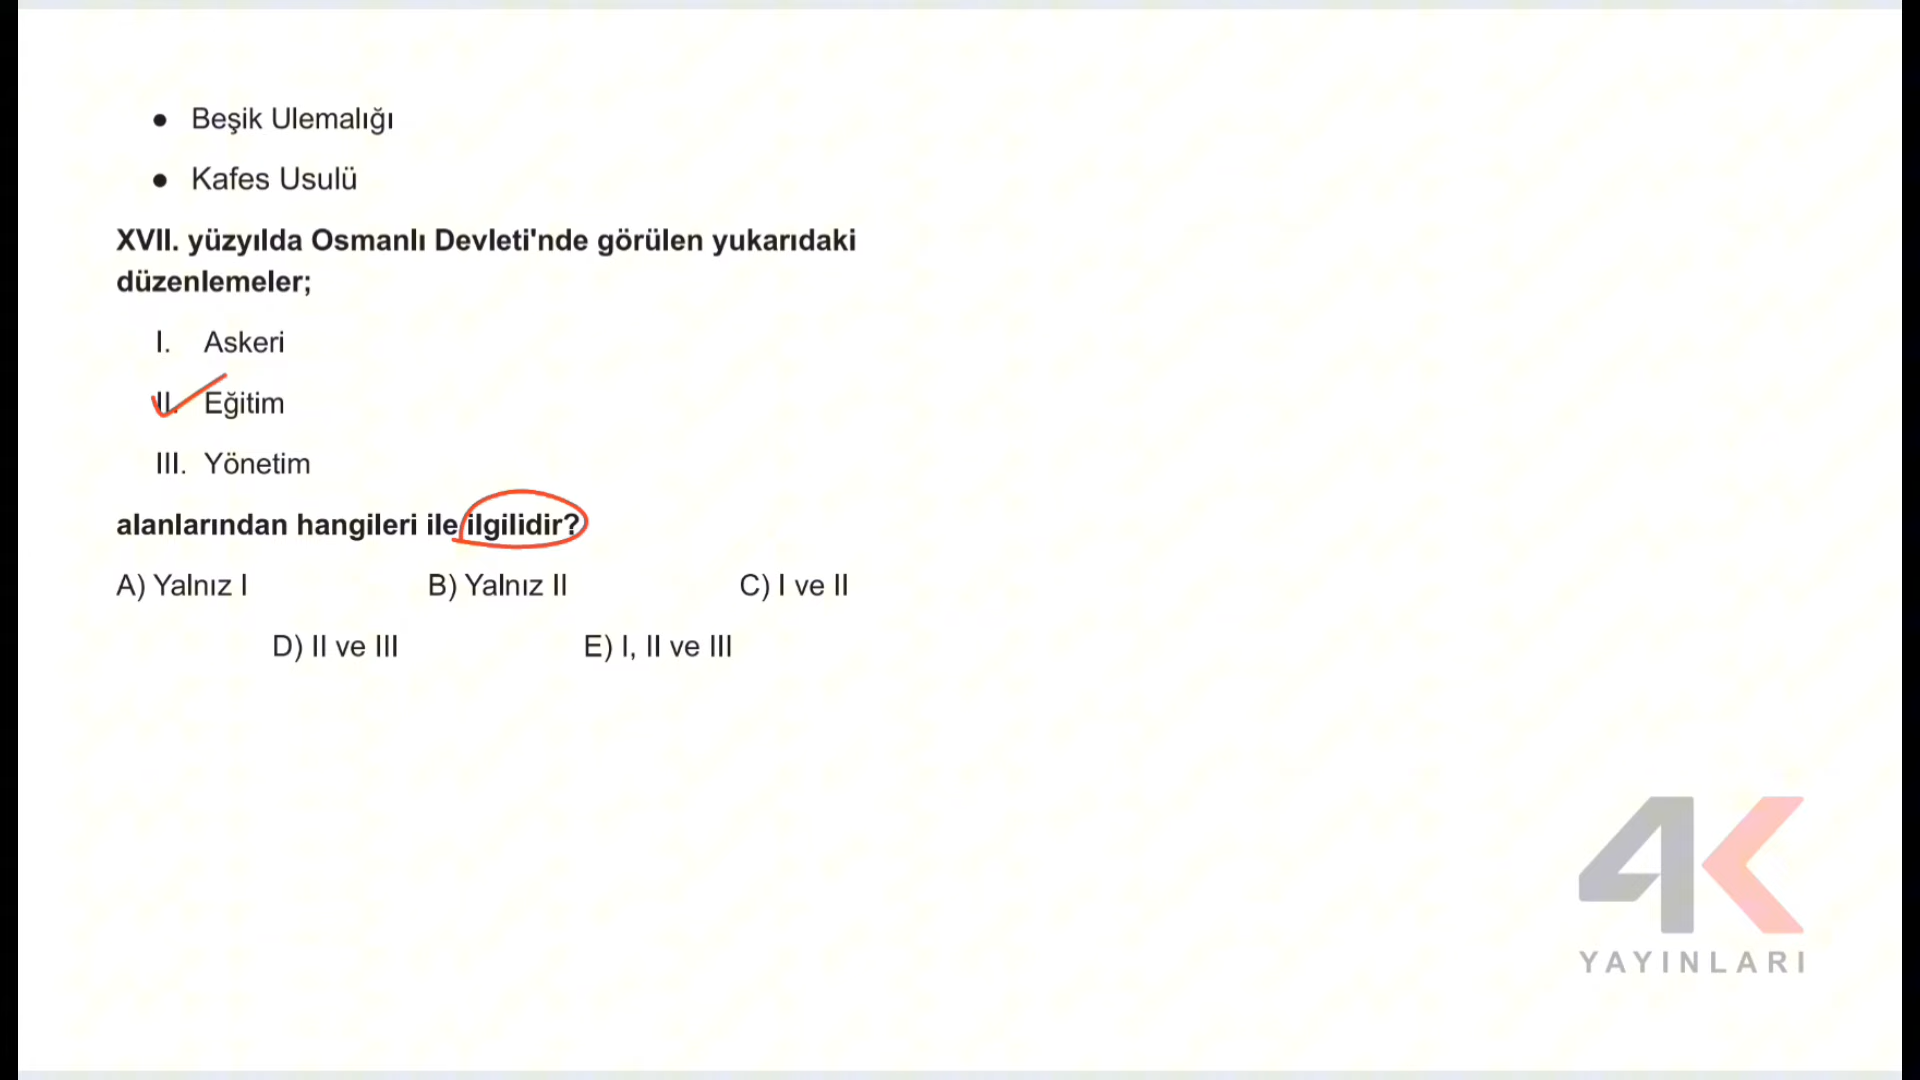 ● Beşik Ulemalığı
● Kafes Usulü
XVII. yüzyılda Osmanlı Devleti'nde görülen yukarıdaki
düzenlemeler;
I. Askeri
II. Eğitim
III. Yönetim
alanlarından hangileri ile ilgilidir?
A) Yalnız I B) Yalnız II C) I ve II
D) II ve III E) I, II ve III
4K
YAYINLARI